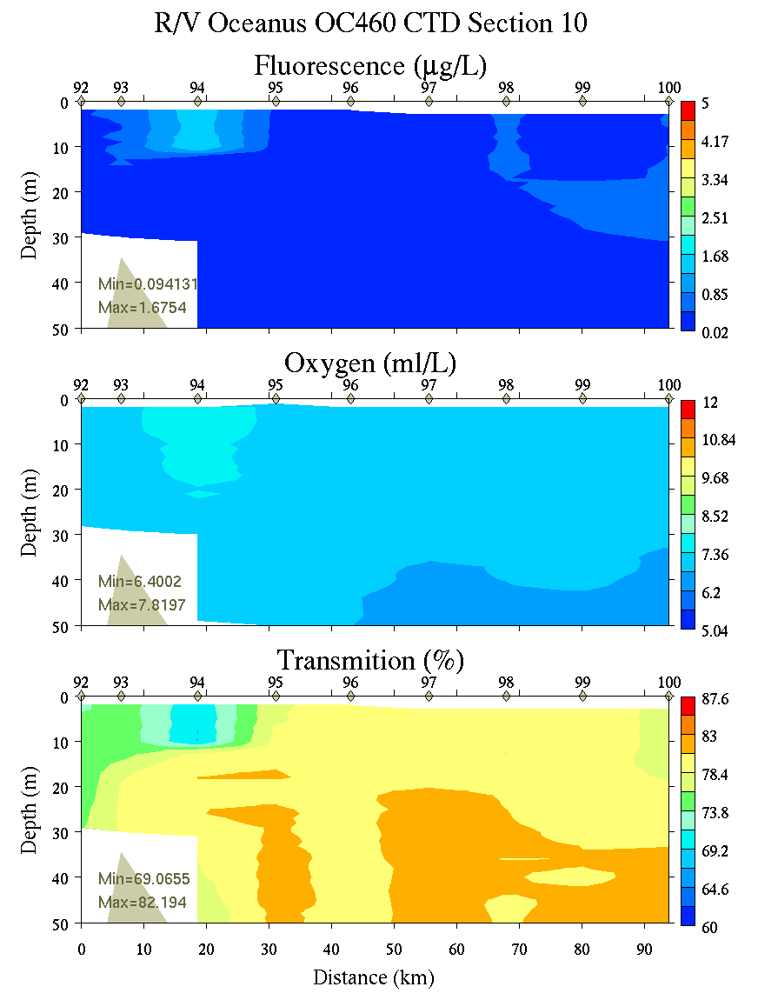 R/V Oceanus OC460 CTD Section 10
Fluorescence (µg/L)
92 93 94 95 96 97 98 99 100
0
10
20
30
40
50
Depth (m)
Min=0.094131
Max=1.6754
5
4.17
3.34
2.51
1.68
0.85
0.02
Oxygen (ml/L)
92 93 94 95 96 97 98 99 100
0
10
20
30
40
50
Depth (m)
Min=6.4002
Max=7.8197
12
10.84
9.68
8.52
7.36
6.2
5.04
Transmition (%)
92 93 94 95 96 97 98 99 100
0
10
20
30
40
50
Depth (m)
Min=69.0655
Max=82.194
87.6
83
78.4
73.8
69.2
64.6
60
0 10 20 30 40 50 60 70 80 90
Distance (km)